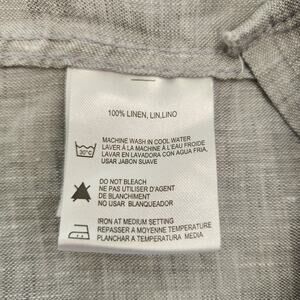 100% LINEN, LIN, LINO
30°C
MACHINE WASH IN COOL WATER
LAVER À LA MACHINE À L'EAU FROIDE
LAVAR EN LAVADORA CON AGUA FRIA,
USAR JABON SUAVE
DO NOT BLEACH
NE PAS UTILISER D'AGENT
DE BLANCHIMENT
NO USAR BLANQUEADOR
IRON AT MEDIUM SETTING
REPASSER À MOYENNE TEMPÉRATURE
PLANCHAR A TEMPERATURA MEDIA